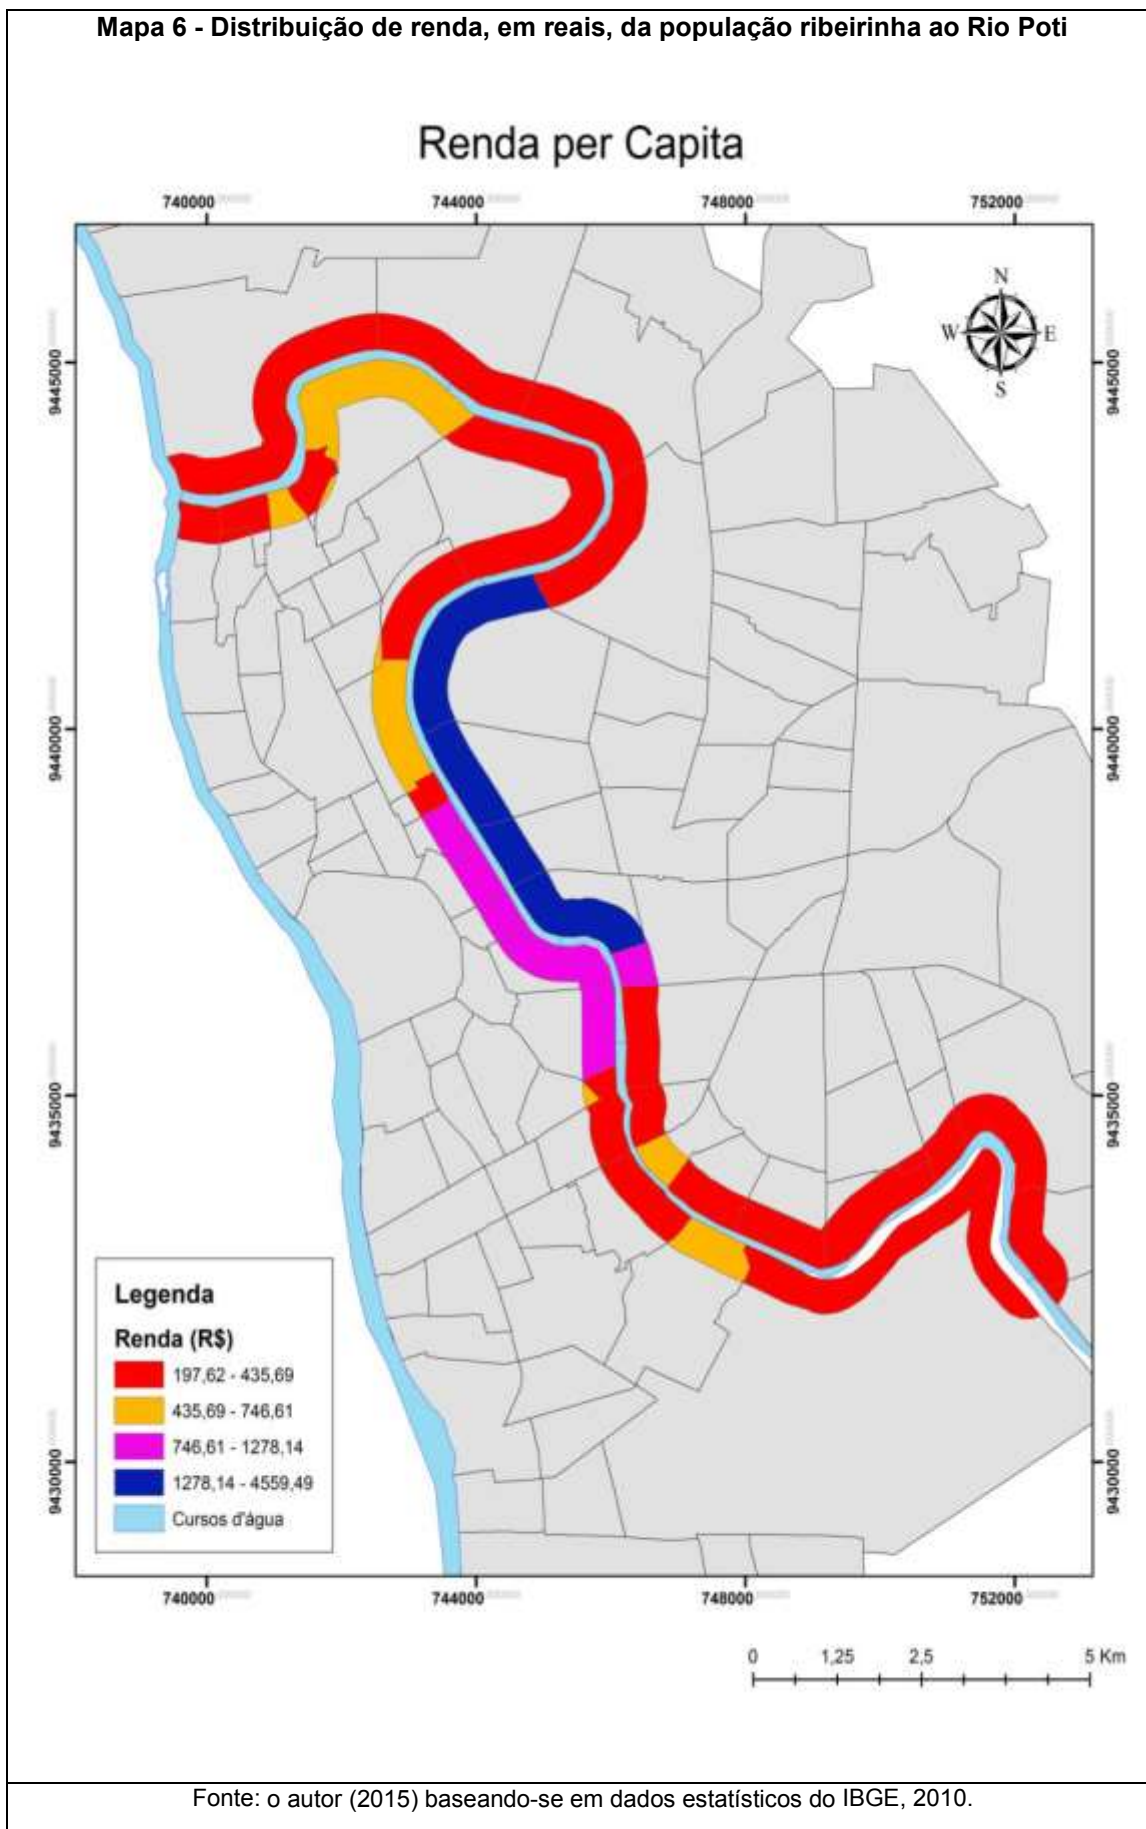 Mapa 6 - Distribuição de renda, em reais, da população ribeirinha ao Rio Poti
Renda per Capita
740000 744000 748000 752000
N
W E
S
9445000 9445000
9440000 9440000
9435000 9435000
9430000 9430000
Legenda
Renda (R$)
197,62 - 435,69
435,69 - 746,61
746,61 - 1278,14
1278,14 - 4559,49
Cursos d'água
740000 744000 748000 752000
0 1,25 2,5 5 Km
Fonte: o autor (2015) baseando-se em dados estatísticos do IBGE, 2010.